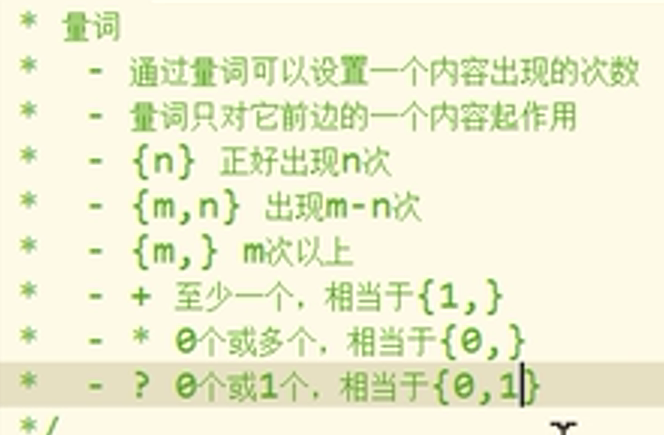 * 量词
* - 通过量词可以设置一个内容出现的次数
* - 量词只对它前边的一个内容起作用
* - {n} 正好出现n次
* - {m,n} 出现m-n次
* - {m,} m次以上
* - + 至少一个，相当于{1,}
* - * 0个或多个，相当于{0,}
* - ? 0个或1个，相当于{0,1}
*/